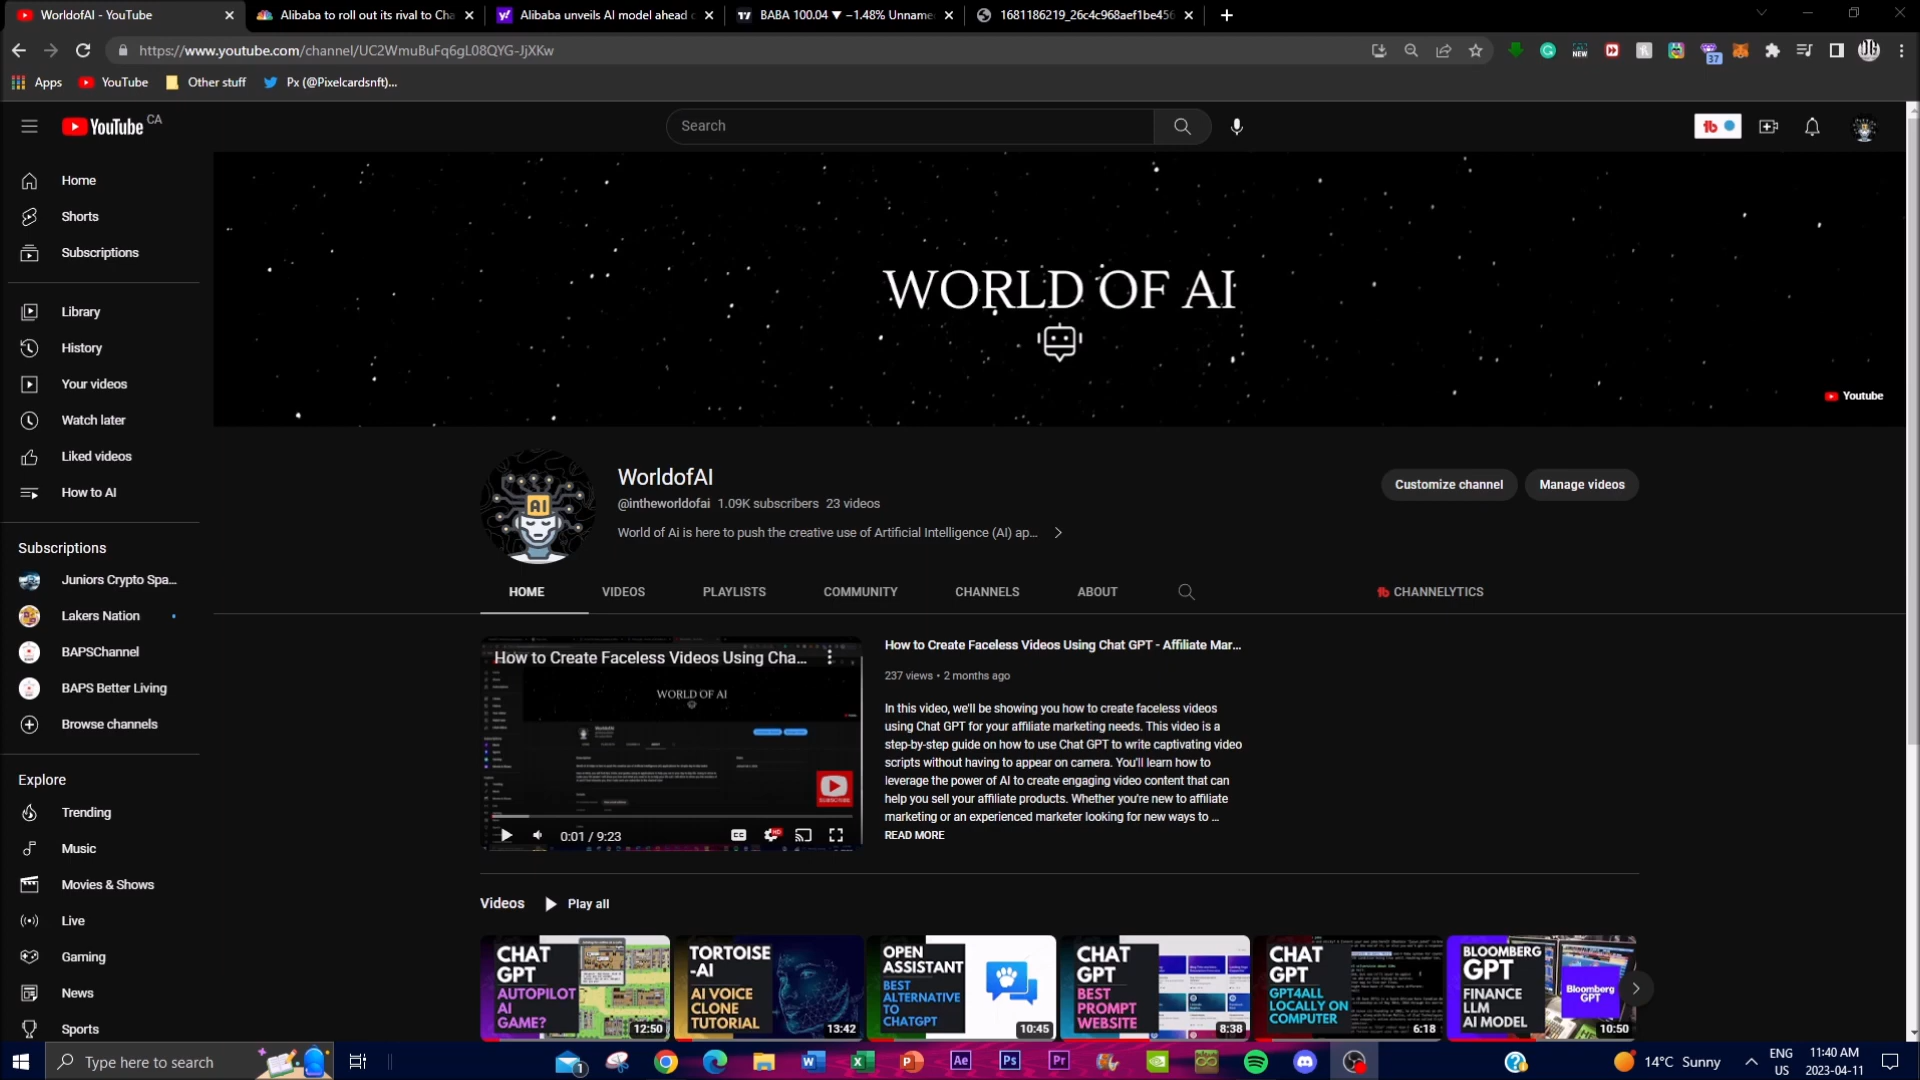 WorldofAI - YouTube
Alibaba to roll out its rival to Cha
Alibaba unveils AI model ahead
BABA 100.04 ▼ −1.48% Unname
1681186219_26c4c968aef1be456
https://www.youtube.com/channel/UC2WmuBuFq6gL08QYG-JjXKw
NEW
37
Apps
YouTube
Other stuff
Px (@Pixelcardsnft)...
YouTube CA
Search
Home
Shorts
Subscriptions
Library
History
Your videos
Watch later
Liked videos
How to AI
Subscriptions
Juniors Crypto Spa...
Lakers Nation
BAPSChannel
BAPS Better Living
Browse channels
Explore
Trending
Music
Movies & Shows
Live
Gaming
News
Sports
WORLD OF AI
Youtube
AI
WorldofAI
@intheworldofai 1.09K subscribers 23 videos
World of Ai is here to push the creative use of Artificial Intelligence (AI) ap...
Customize channel
Manage videos
HOME
VIDEOS
PLAYLISTS
COMMUNITY
CHANNELS
ABOUT
CHANNELYTICS
How to Create Faceless Videos Using Cha...
WORLD OF AI
SUBSCRIBE
0:01 / 9:23
CC
HD
How to Create Faceless Videos Using Chat GPT - Affiliate Mar...
237 views • 2 months ago
In this video, we'll be showing you how to create faceless videos
using Chat GPT for your affiliate marketing needs. This video is a
step-by-step guide on how to use Chat GPT to write captivating video
scripts without having to appear on camera. You'll learn how to
leverage the power of AI to create engaging video content that can
help you sell your affiliate products. Whether you're new to affiliate
marketing or an experienced marketer looking for new ways to ...
READ MORE
Videos
Play all
CHAT
GPT
AUTOPILOT
AI
GAME?
12:50
TORTOISE
-AI
AI VOICE
CLONE
TUTORIAL
13:42
OPEN
ASSISTANT
BEST
ALTERNATIVE
TO
CHATGPT
10:45
CHAT
GPT
BEST
PROMPT
WEBSITE
8:38
CHAT
GPT
GPT4ALL
LOCALLY ON
COMPUTER
6:18
BLOOMBERG
GPT
FINANCE
LLM
AI MODEL
Bloomberg
GPT
10:50
Type here to search
1
Ae
Ps
Pr
14°C Sunny
ENG
US
11:40 AM
2023-04-11